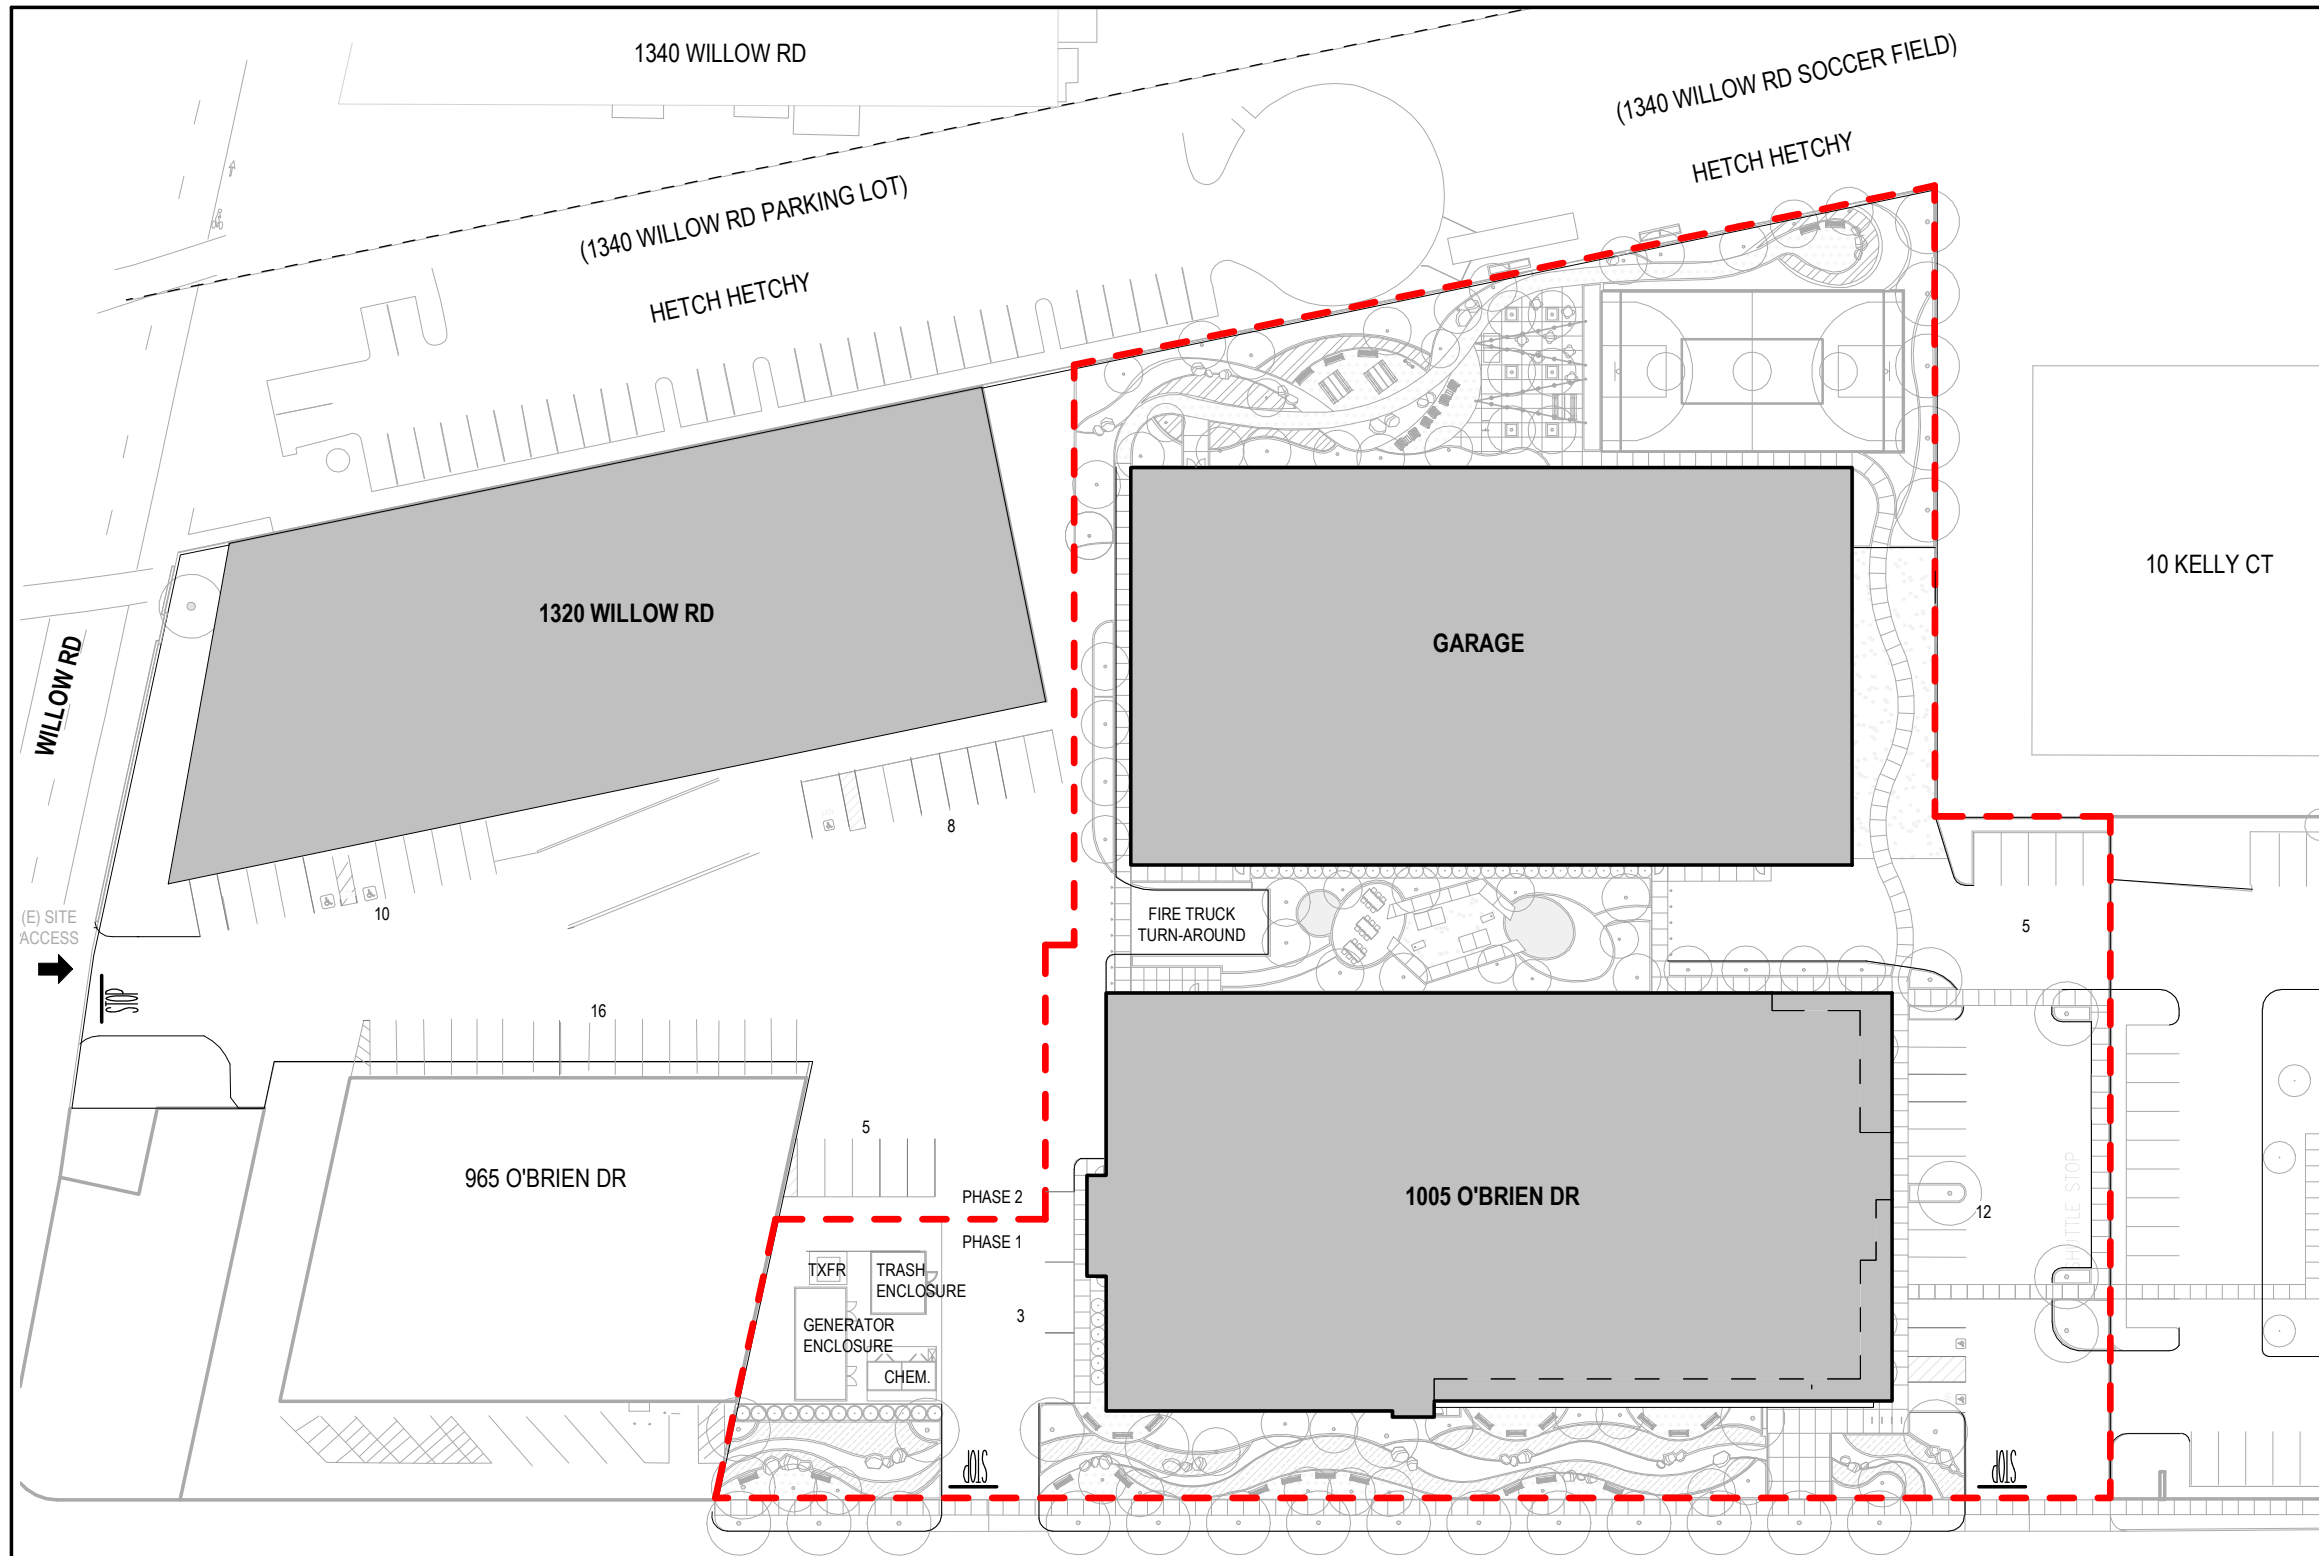 1340 WILLOW RD
(1340 WILLOW RD SOCCER FIELD)
HETCH HETCHY
(1340 WILLOW RD PARKING LOT)
HETCH HETCHY
10 KELLY CT
1320 WILLOW RD
GARAGE
WILLOW RD
8
10
(E) SITE
ACCESS
FIRE TRUCK
TURN-AROUND
5
STOP
16
5
965 O'BRIEN DR
PHASE 2
PHASE 1
1005 O'BRIEN DR
SHUTTLE STOP
12
TXFR
TRASH
ENCLOSURE
GENERATOR
ENCLOSURE
3
CHEM.
STOP
STOP